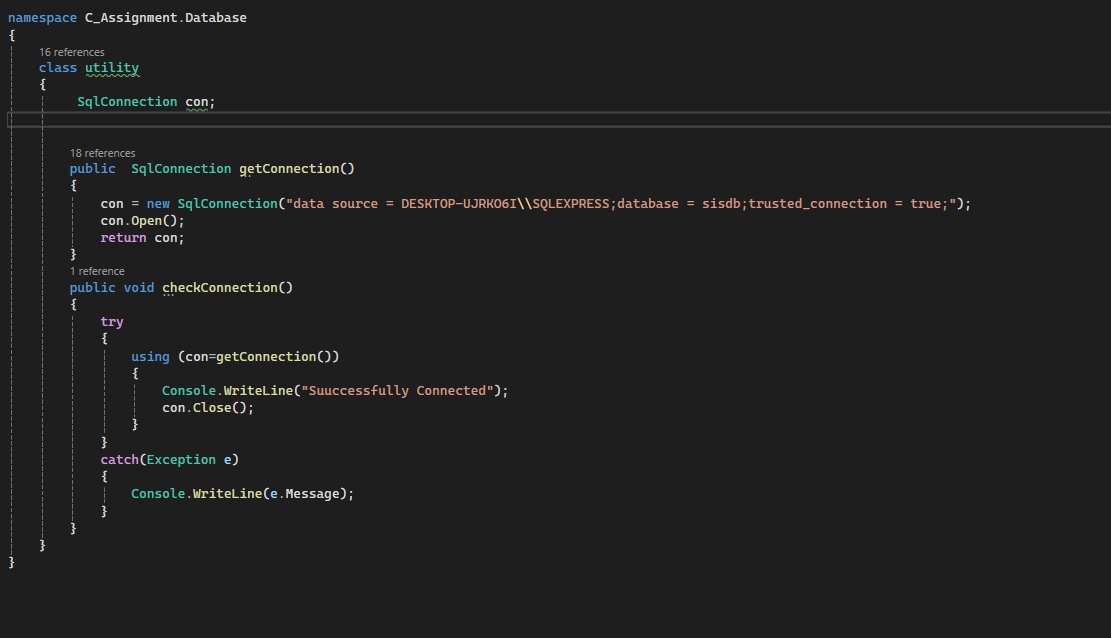 namespace C_Assignment.Database
{
16 references
class utility
{
SqlConnection con;
18 references
public  SqlConnection getConnection()
{
con = new SqlConnection("data source = DESKTOP-UJRKO6I\\SQLEXPRESS;database = sisdb;trusted_connection = true;");
con.Open();
return con;
}
1 reference
public void checkConnection()
{
try
{
using (con=getConnection())
{
Console.WriteLine("Suuccessfully Connected");
con.Close();
}
}
catch(Exception e)
{
Console.WriteLine(e.Message);
}
}
}
}